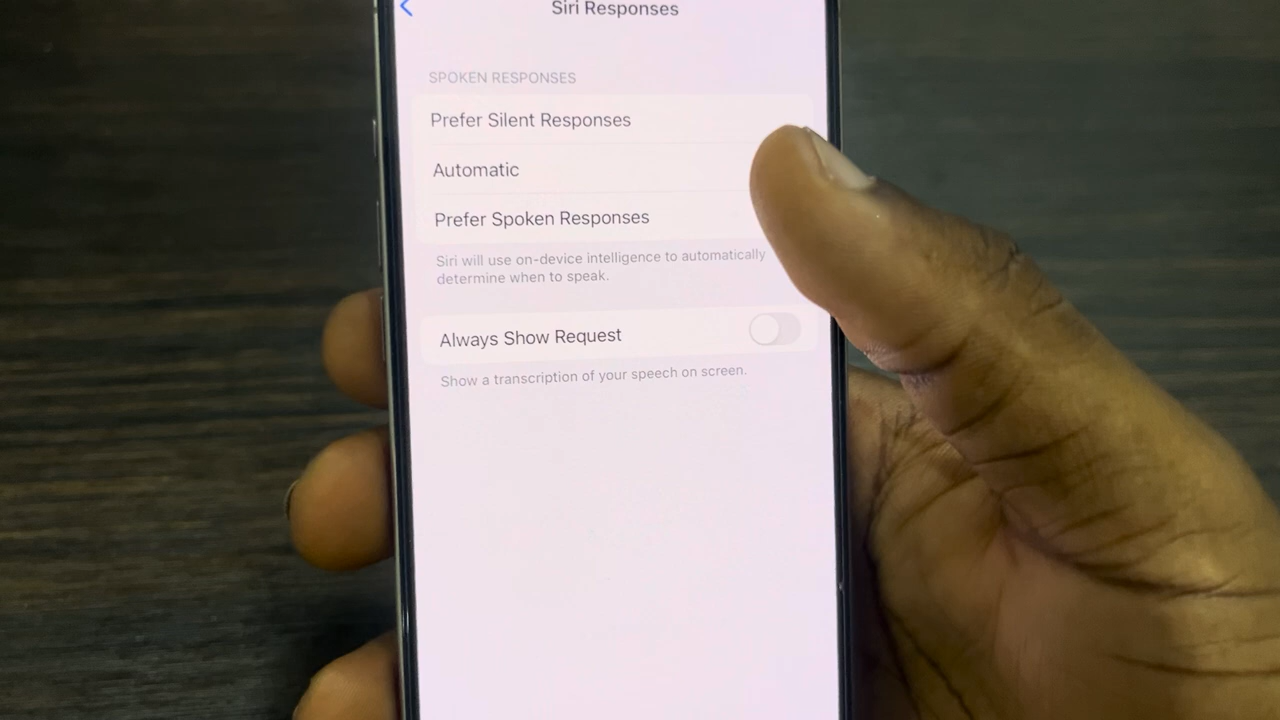 Siri Responses
SPOKEN RESPONSES
Prefer Silent Responses
Automatic
Prefer Spoken Responses
Siri will use on-device intelligence to automatically
determine when to speak.
Always Show Request
Show a transcription of your speech on screen.